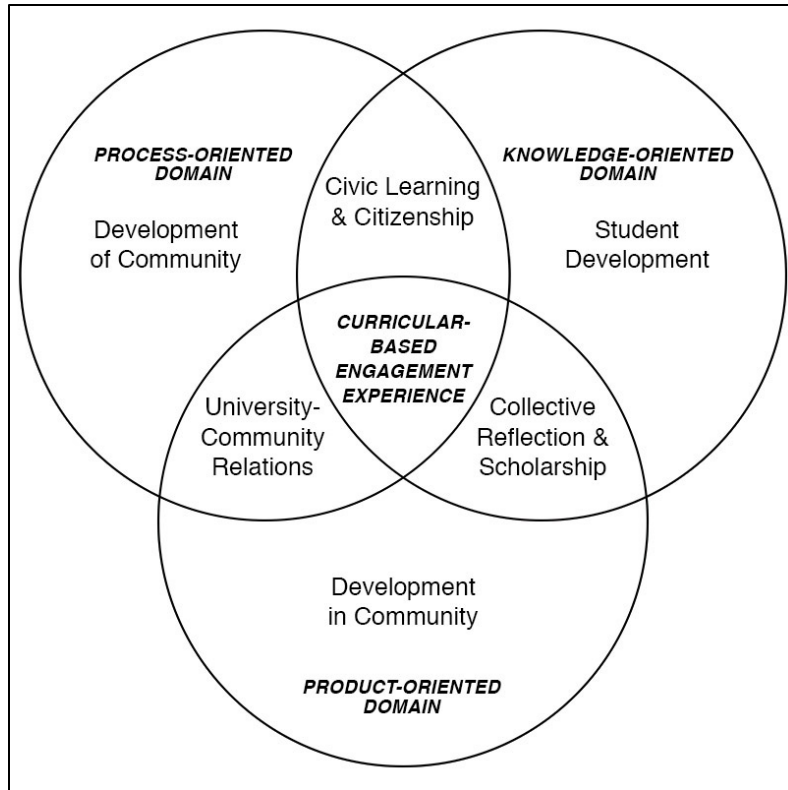 PROCESS-ORIENTED
DOMAIN
Development
of Community
Civic Learning
& Citizenship
KNOWLEDGE-ORIENTED
DOMAIN
Student
Development
CURRICULAR-
BASED
ENGAGEMENT
EXPERIENCE
University-
Community
Relations
Collective
Reflection &
Scholarship
Development
in Community
PRODUCT-ORIENTED
DOMAIN